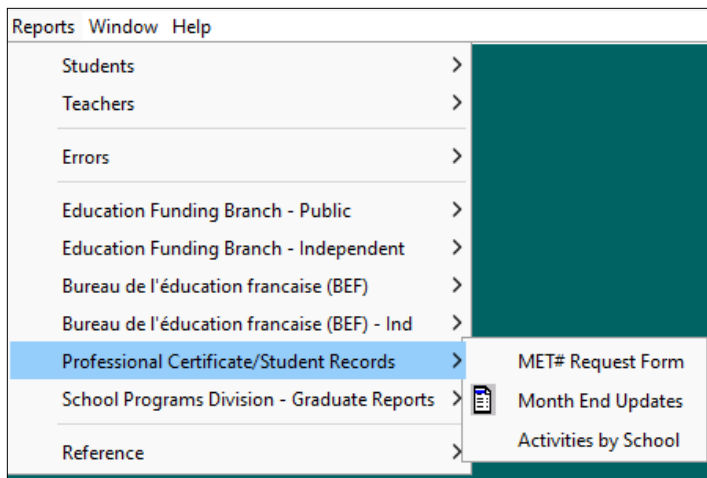 Reports Window Help
Students
Teachers
Errors
Education Funding Branch - Public
Education Funding Branch - Independent
Bureau de l'éducation francaise (BEF)
Bureau de l'éducation francaise (BEF) - Ind
Professional Certificate/Student Records
School Programs Division - Graduate Reports
Reference
MET# Request Form
Month End Updates
Activities by School